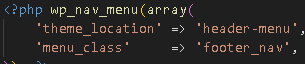 <?php wp_nav_menu(array(
'theme_location' => 'header-menu',
'menu_class' => 'footer_nav',